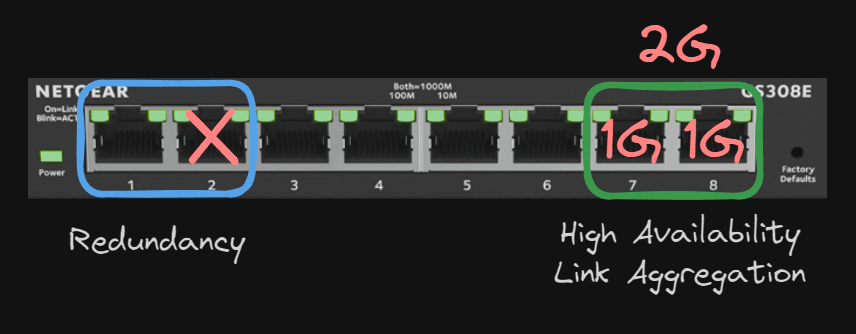 2G
NETGEAR
Both=1000M
100M 10M
GS308E
On=Link
Blink=ACT
X
1G 1G
Power
Factory
Defaults
1 2 3 4 5 6 7 8
Redundancy
High Availability
Link Aggregation